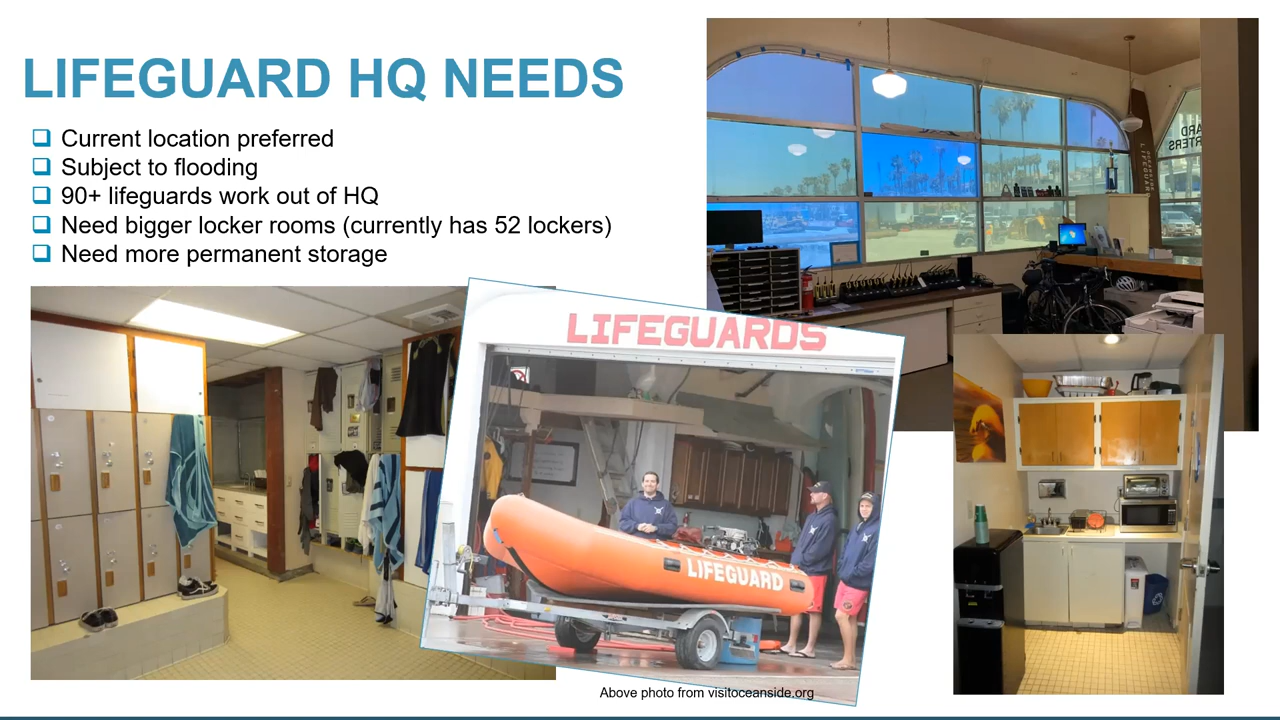 LIFEGUARD HQ NEEDS
Current location preferred
Subject to flooding
90+ lifeguards work out of HQ
Need bigger locker rooms (currently has 52 lockers)
Need more permanent storage
LIFEGUARDS
LIFEGUARD
Above photo from visitoceanside.org